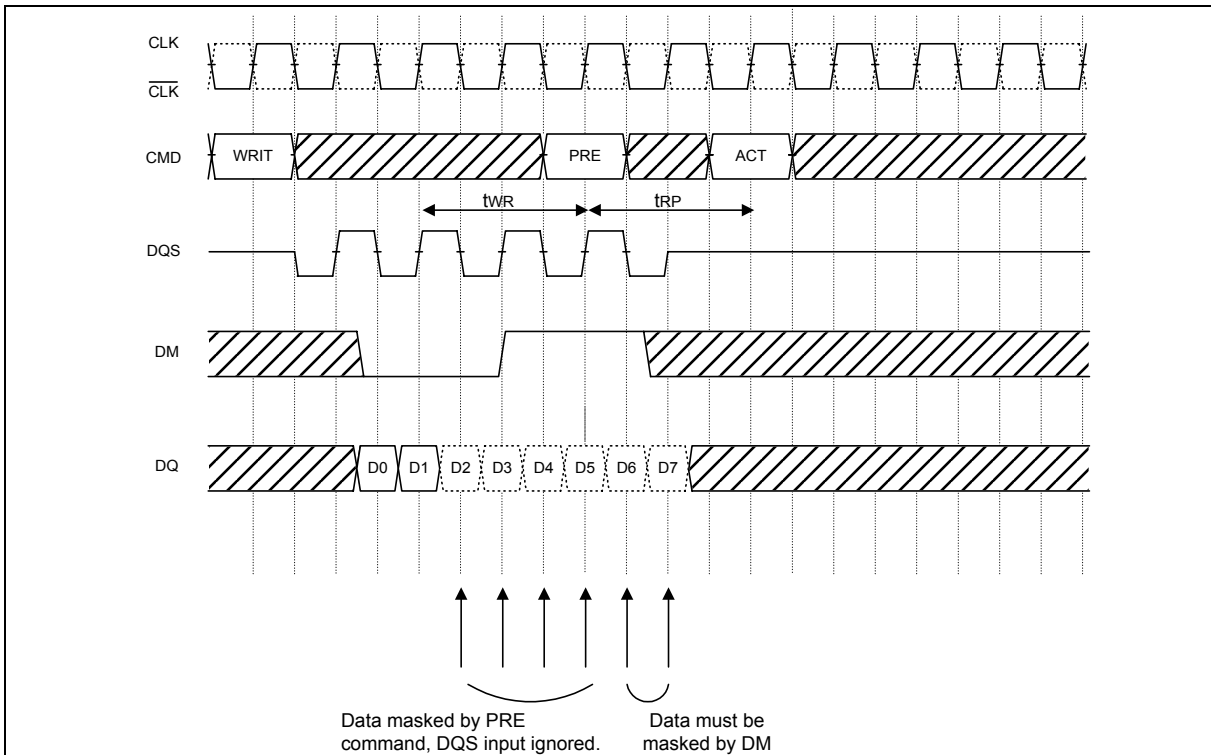 CLK
CLK
CMD
WRIT
PRE
ACT
tWR
tRP
DQS
DM
DQ
D0
D1
D2
D3
D4
D5
D6
D7
Data masked by PRE
command, DQS input ignored.
Data must be
masked by DM